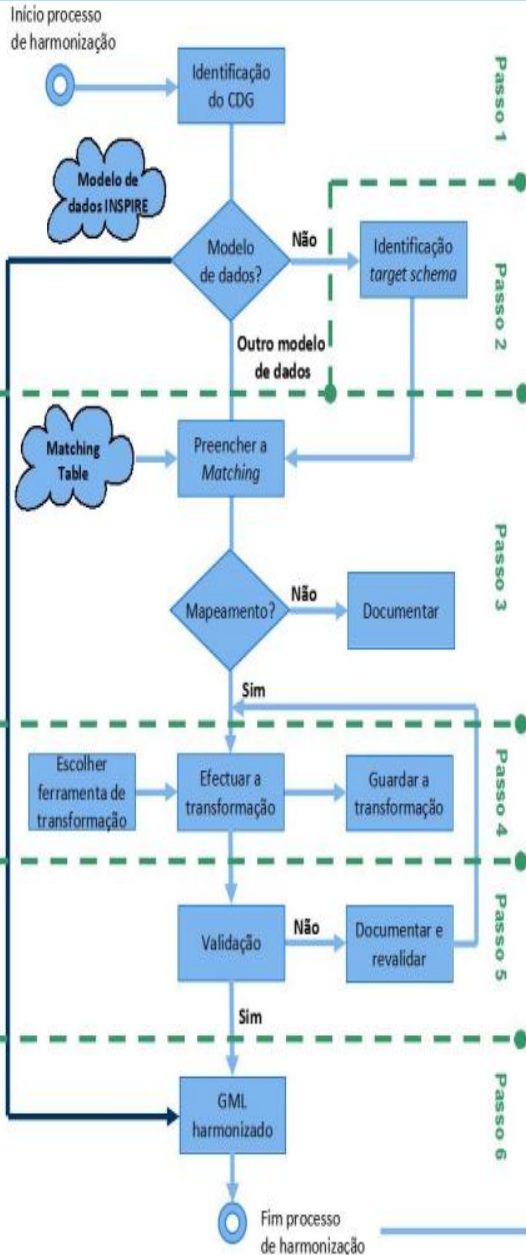 Início processo
de harmonização
Identificação
do CDG
Passo 1
Modelo de
dados INSPIRE
Modelo
de dados?
Não
Identificação
target schema
Passo 2
Outro modelo
de dados
Matching
Table
Preencher a
Matching
Passo 3
Mapeamento?
Não
Documentar
Sim
Escolher
ferramenta de
transformação
Efectuar a
transformação
Guardar a
transformação
Passo 4
Validação
Não
Documentar e
revalidar
Passo 5
Sim
GML
harmonizado
Passo 6
Fim processo
de harmonização